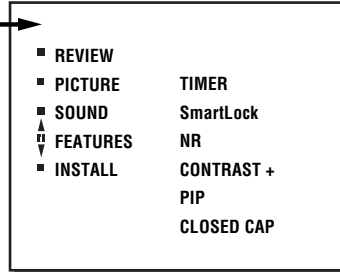 REVIEW
PICTURE TIMER
SOUND SmartLock
FEATURES NR
INSTALL CONTRAST +
PIP
CLOSED CAP